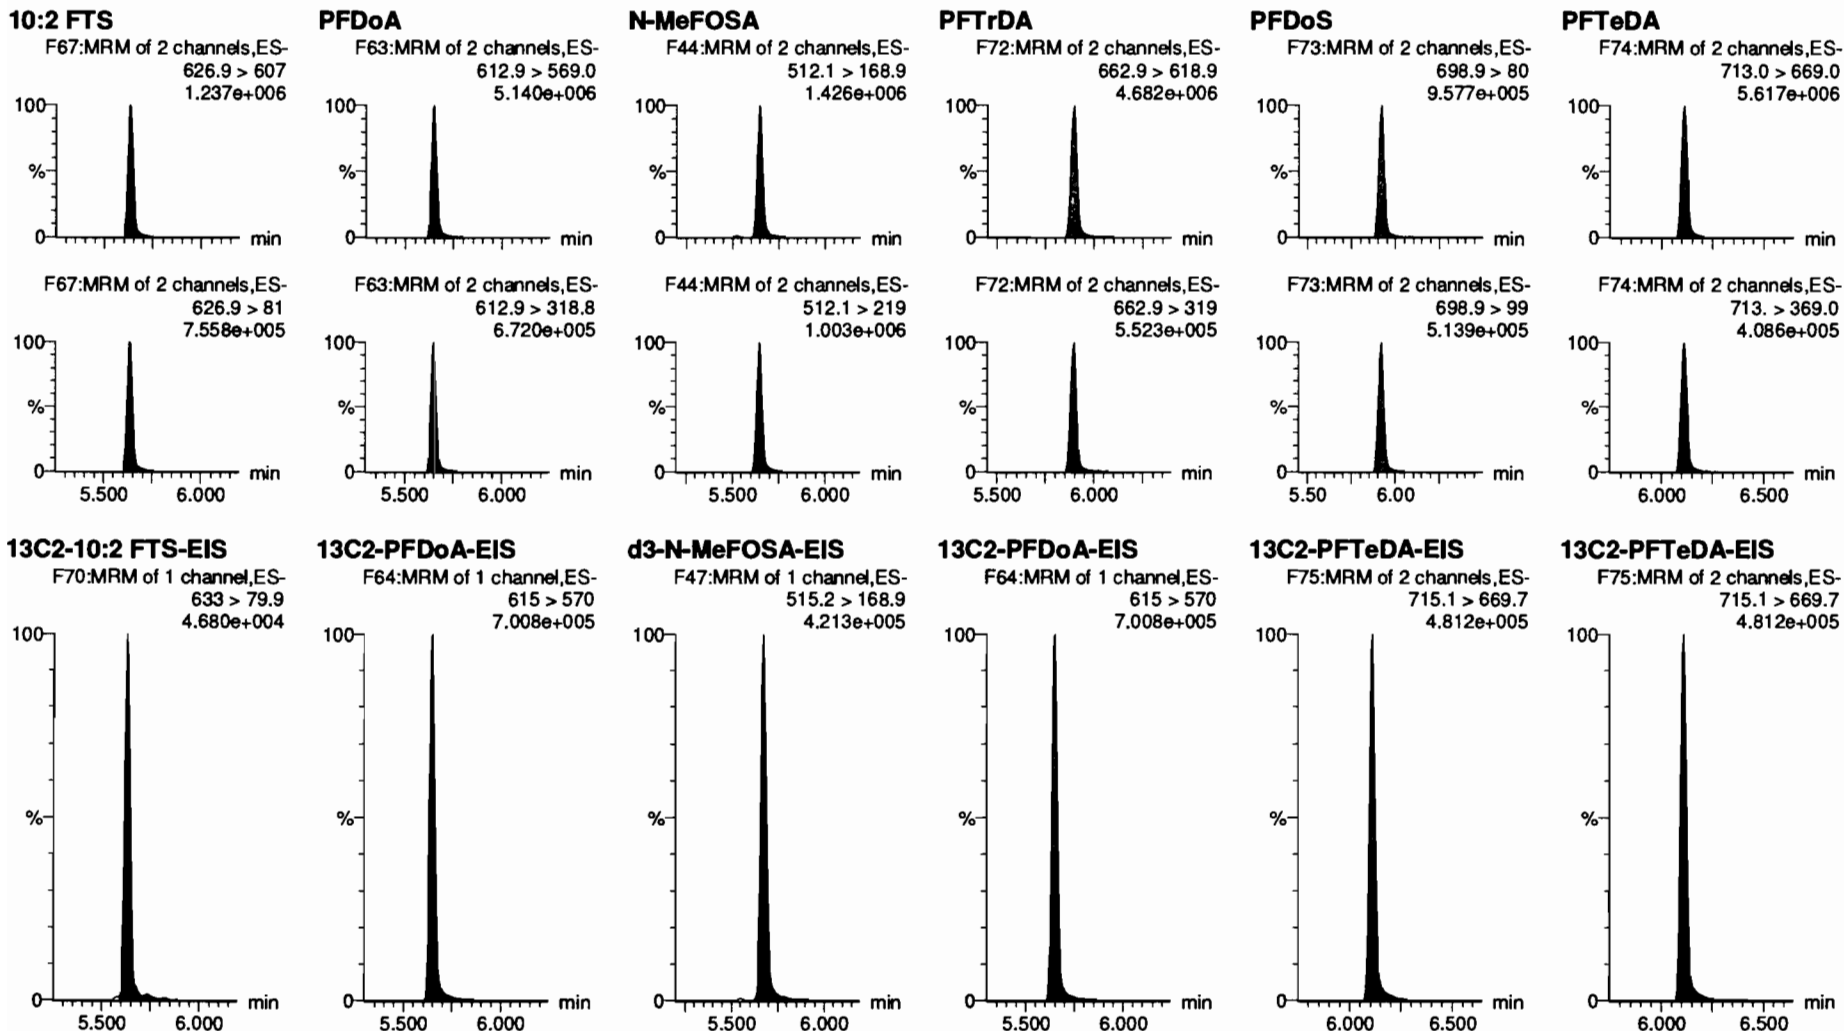 10:2 FTS
F67:MRM of 2 channels,ES-
626.9 > 607
1.237e+006
100
%
0
min
F67:MRM of 2 channels,ES-
626.9 > 81
7.558e+005
100
%
0
min
5.500 6.000
PFDoA
F63:MRM of 2 channels,ES-
612.9 > 569.0
5.140e+006
100
%
0
min
F63:MRM of 2 channels,ES-
612.9 > 318.8
6.720e+005
100
%
0
min
5.500 6.000
N-MeFOSA
F44:MRM of 2 channels,ES-
512.1 > 168.9
1.426e+006
100
%
0
min
F44:MRM of 2 channels,ES-
512.1 > 219
1.003e+006
100
%
0
min
5.500 6.000
PFTrDA
F72:MRM of 2 channels,ES-
662.9 > 618.9
4.682e+006
100
%
0
min
F72:MRM of 2 channels,ES-
662.9 > 319
5.523e+005
100
%
0
min
5.500 6.000
PFDoS
F73:MRM of 2 channels,ES-
698.9 > 80
9.577e+005
100
%
0
min
F73:MRM of 2 channels,ES-
698.9 > 99
5.139e+005
100
%
0
min
5.50 6.00
PFTeDA
F74:MRM of 2 channels,ES-
713.0 > 669.0
5.617e+006
100
%
0
min
F74:MRM of 2 channels,ES-
713. > 369.0
4.086e+005
100
%
0
min
6.000 6.500
13C2-10:2 FTS-EIS
F70:MRM of 1 channel,ES-
633 > 79.9
4.680e+004
100
%
0
min
5.500 6.000
13C2-PFDoA-EIS
F64:MRM of 1 channel,ES-
615 > 570
7.008e+005
100
%
0
min
5.500 6.000
d3-N-MeFOSA-EIS
F47:MRM of 1 channel,ES-
515.2 > 168.9
4.213e+005
100
%
0
min
5.500 6.000
13C2-PFDoA-EIS
F64:MRM of 1 channel,ES-
615 > 570
7.008e+005
100
%
0
min
5.500 6.000
13C2-PFTeDA-EIS
F75:MRM of 2 channels,ES-
715.1 > 669.7
4.812e+005
100
%
0
min
6.000 6.500
13C2-PFTeDA-EIS
F75:MRM of 2 channels,ES-
715.1 > 669.7
4.812e+005
100
%
0
min
6.000 6.500